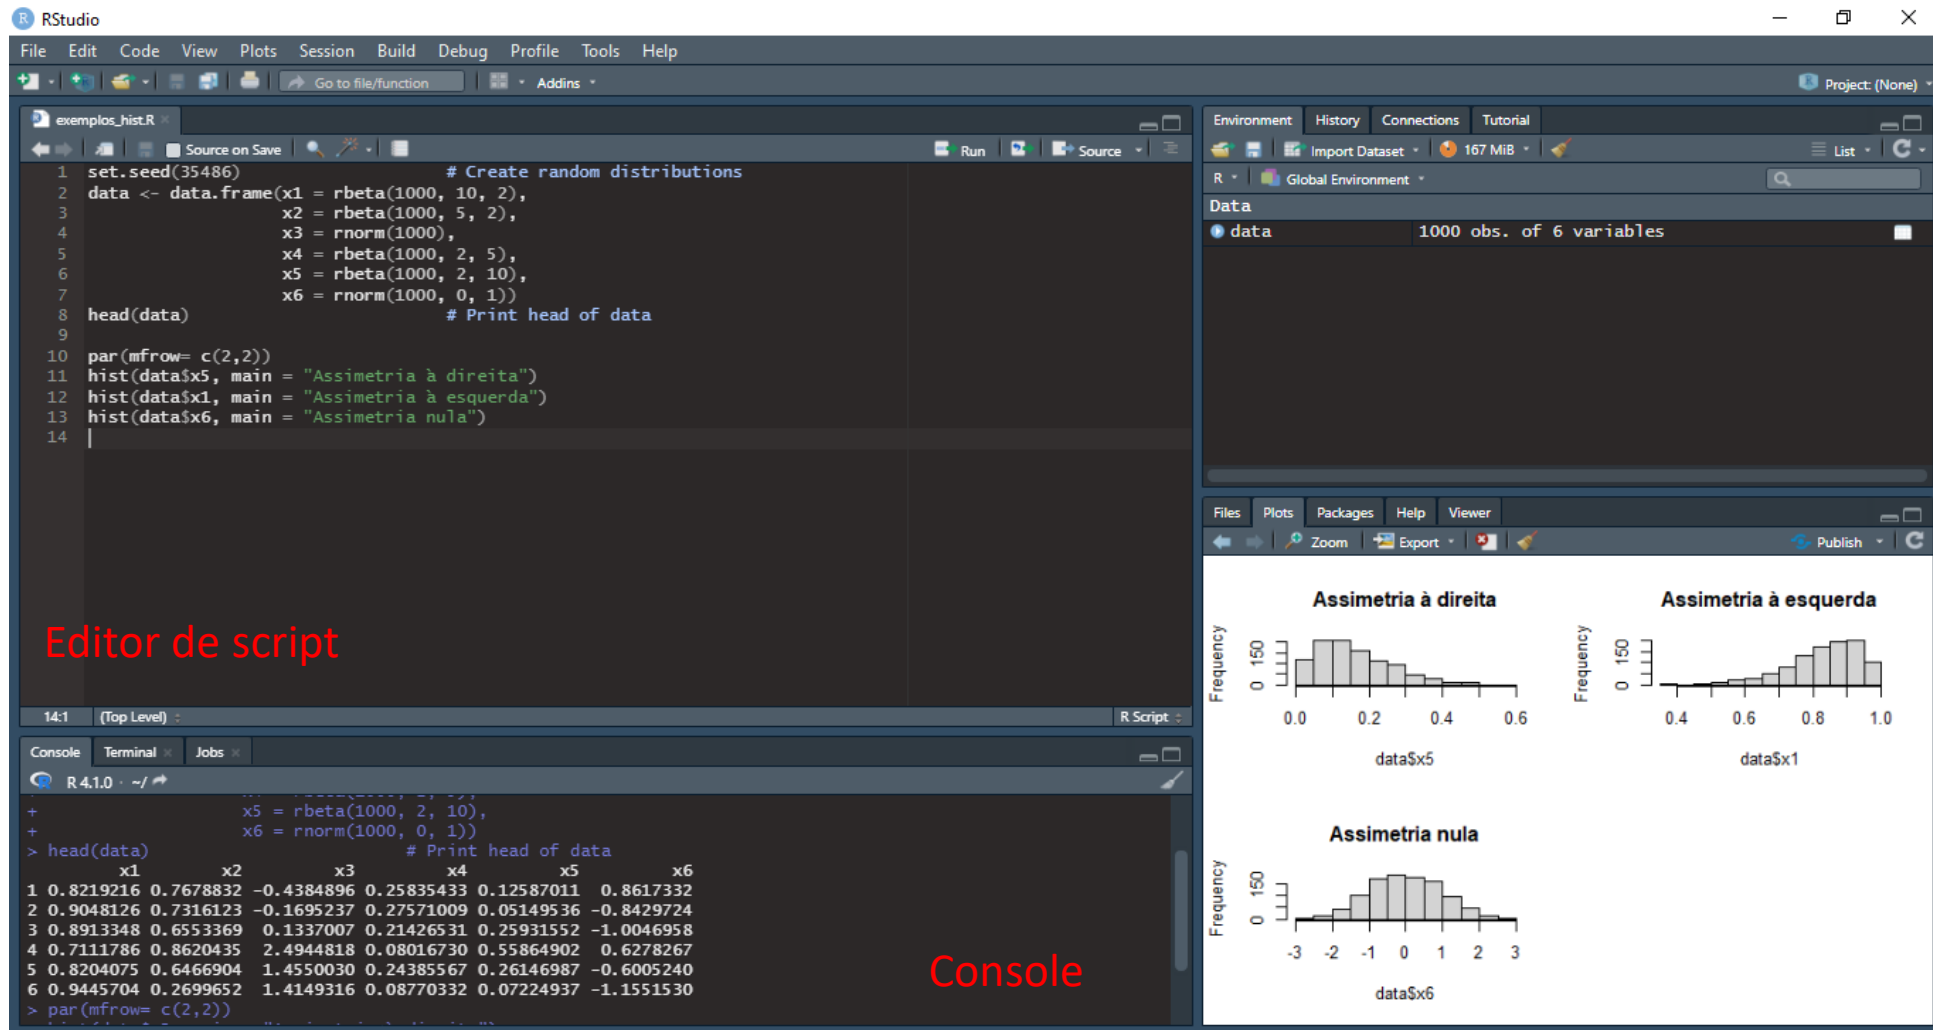 RStudio
File Edit Code View Plots Session Build Debug Profile Tools Help
Go to file/function Addins Project: (None)
exemplos_hist.R
Source on Save Run Source
1 set.seed(35486) # Create random distributions
2 data <- data.frame(x1 = rbeta(1000, 10, 2),
3 x2 = rbeta(1000, 5, 2),
4 x3 = rnorm(1000),
5 x4 = rbeta(1000, 2, 5),
6 x5 = rbeta(1000, 2, 10),
7 x6 = rnorm(1000, 0, 1))
8 head(data) # Print head of data
9
10 par(mfrow= c(2,2))
11 hist(data$x5, main = "Assimetria à direita")
12 hist(data$x1, main = "Assimetria à esquerda")
13 hist(data$x6, main = "Assimetria nula")
14
Editor de script
14:1 (Top Level) R Script
Console Terminal Jobs
R 4.1.0 · ~/
+ x5 = rbeta(1000, 2, 10),
+ x6 = rnorm(1000, 0, 1))
> head(data) # Print head of data
x1 x2 x3 x4 x5 x6
1 0.8219216 0.7678832 -0.4384896 0.25835433 0.12587011 0.8617332
2 0.9048126 0.7316123 -0.1695237 0.27571009 0.05149536 -0.8429724
3 0.8913348 0.6553369 0.1337007 0.21426531 0.25931552 -1.0046958
4 0.7111786 0.8620435 2.4944818 0.08016730 0.55864902 0.6278267
5 0.8204075 0.6466904 1.4550030 0.24385567 0.26146987 -0.6005240
6 0.9445704 0.2699652 1.4149316 0.08770332 0.07224937 -1.1551530
> par(mfrow= c(2,2))
Console
Environment History Connections Tutorial
Import Dataset 167 MiB List
R Global Environment
Data
data 1000 obs. of 6 variables
Files Plots Packages Help Viewer
Zoom Export Publish
Assimetria à direita
Frequency
0 150
0.0 0.2 0.4 0.6
data$x5
Assimetria à esquerda
Frequency
0 150
0.4 0.6 0.8 1.0
data$x1
Assimetria nula
Frequency
0 150
-3 -2 -1 0 1 2 3
data$x6